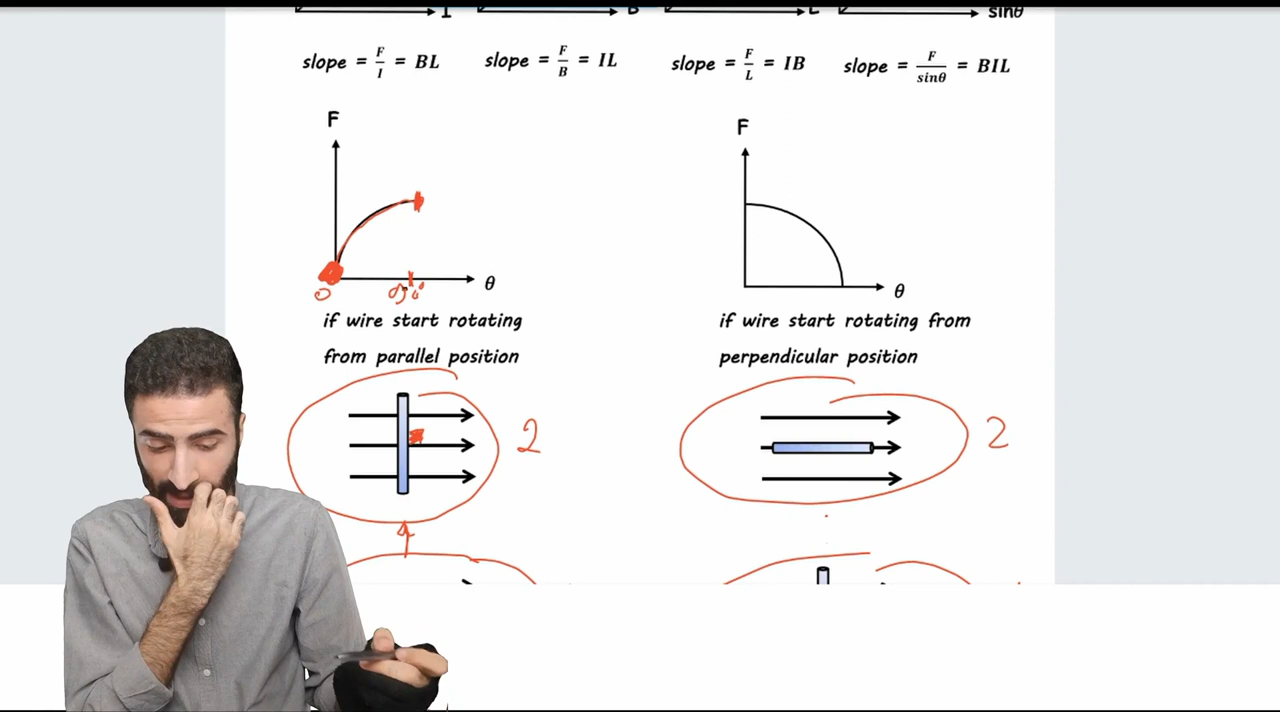 I B L sinθ
slope = F/I = BL slope = F/B = IL slope = F/L = IB slope = F/sinθ = BIL
F F
0 90° θ θ
if wire start rotating if wire start rotating from
from parallel position perpendicular position
2 2